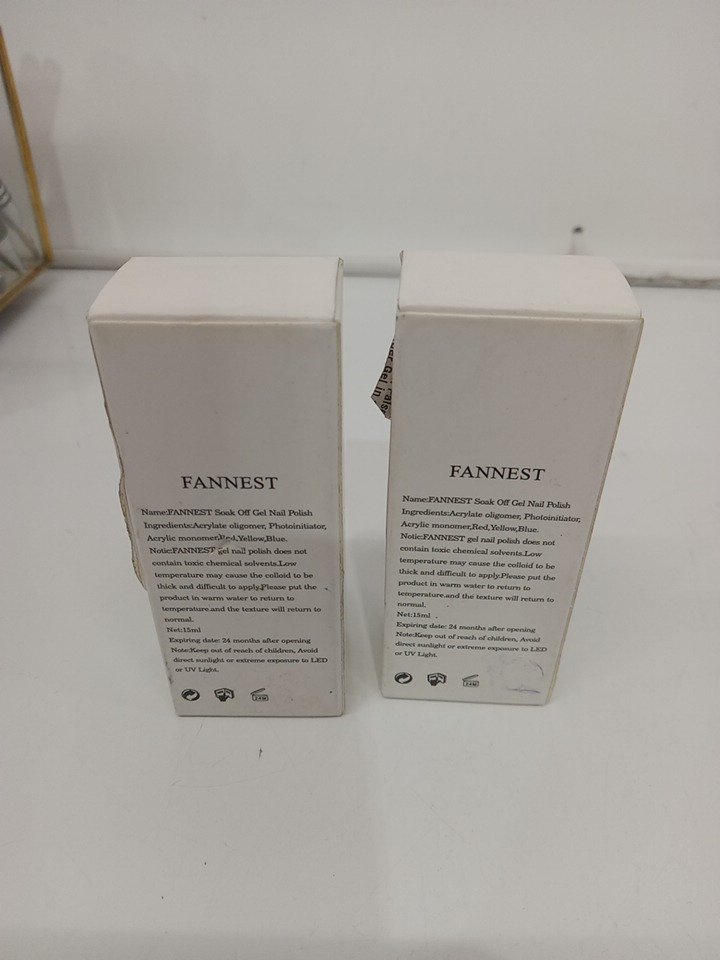 FANNEST
Name:FANNEST Soak Off Gel Nail Polish
Ingredients:Acrylate oligomer, Photoinitiator,
Acrylic monomer,Red,Yellow,Blue.
Notic:FANNEST gel nail polish does not
contain toxic chemical solvents.Low
temperature may cause the colloid to be
thick and difficult to apply.Please put the
product in warm water to return to
temperature.and the texture will return to
normal.
Net:15ml
Expiring date: 24 months after opening
Note:Keep out of reach of children, Avoid
direct sunlight or extreme exposure to LED
or UV Light.
24M
FANNEST
Name:FANNEST Soak Off Gel Nail Polish
Ingredients:Acrylate oligomer, Photoinitiator,
Acrylic monomer,Red,Yellow,Blue.
Notic:FANNEST gel nail polish does not
contain toxic chemical solvents.Low
temperature may cause the colloid to be
thick and difficult to apply.Please put the
product in warm water to return to
temperature.and the texture will return to
normal.
Net:15ml
Expiring date: 24 months after opening
Note:Keep out of reach of children, Avoid
direct sunlight or extreme exposure to LED
or UV Light.
24M
Gel in